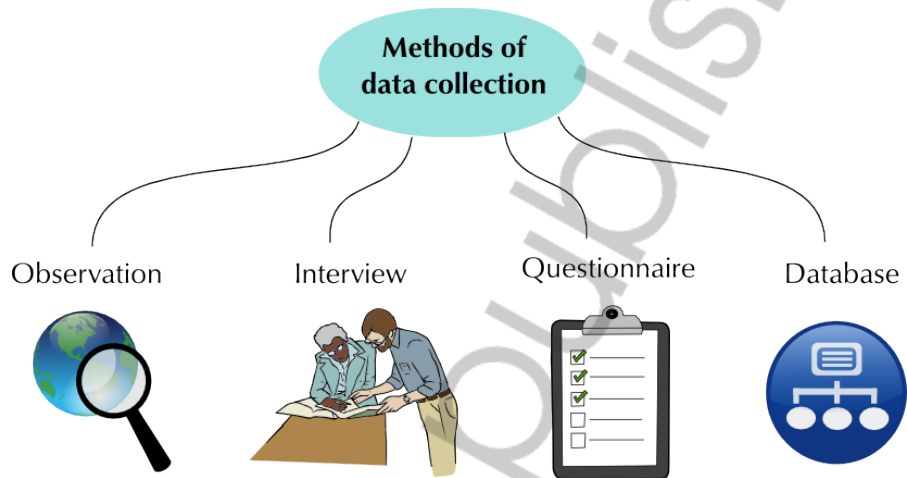 Methods of
data collection
Observation
Interview
Questionnaire
Database